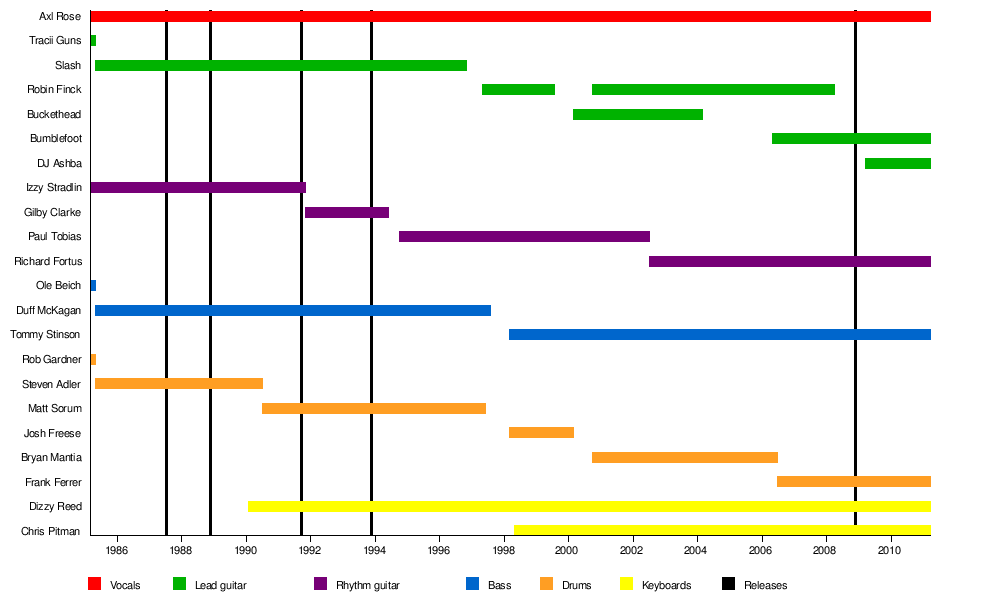 Axl Rose
Tracii Guns
Slash
Robin Finck
Buckethead
Bumblefoot
DJ Ashba
Izzy Stradlin
Gilby Clarke
Paul Tobias
Richard Fortus
Ole Beich
Duff McKagan
Tommy Stinson
Rob Gardner
Steven Adler
Matt Sorum
Josh Freese
Bryan Mantia
Frank Ferrer
Dizzy Reed
Chris Pitman
1986 1988 1990 1992 1994 1996 1998 2000 2002 2004 2006 2008 2010
Vocals Lead guitar Rhythm guitar Bass Drums Keyboards Releases